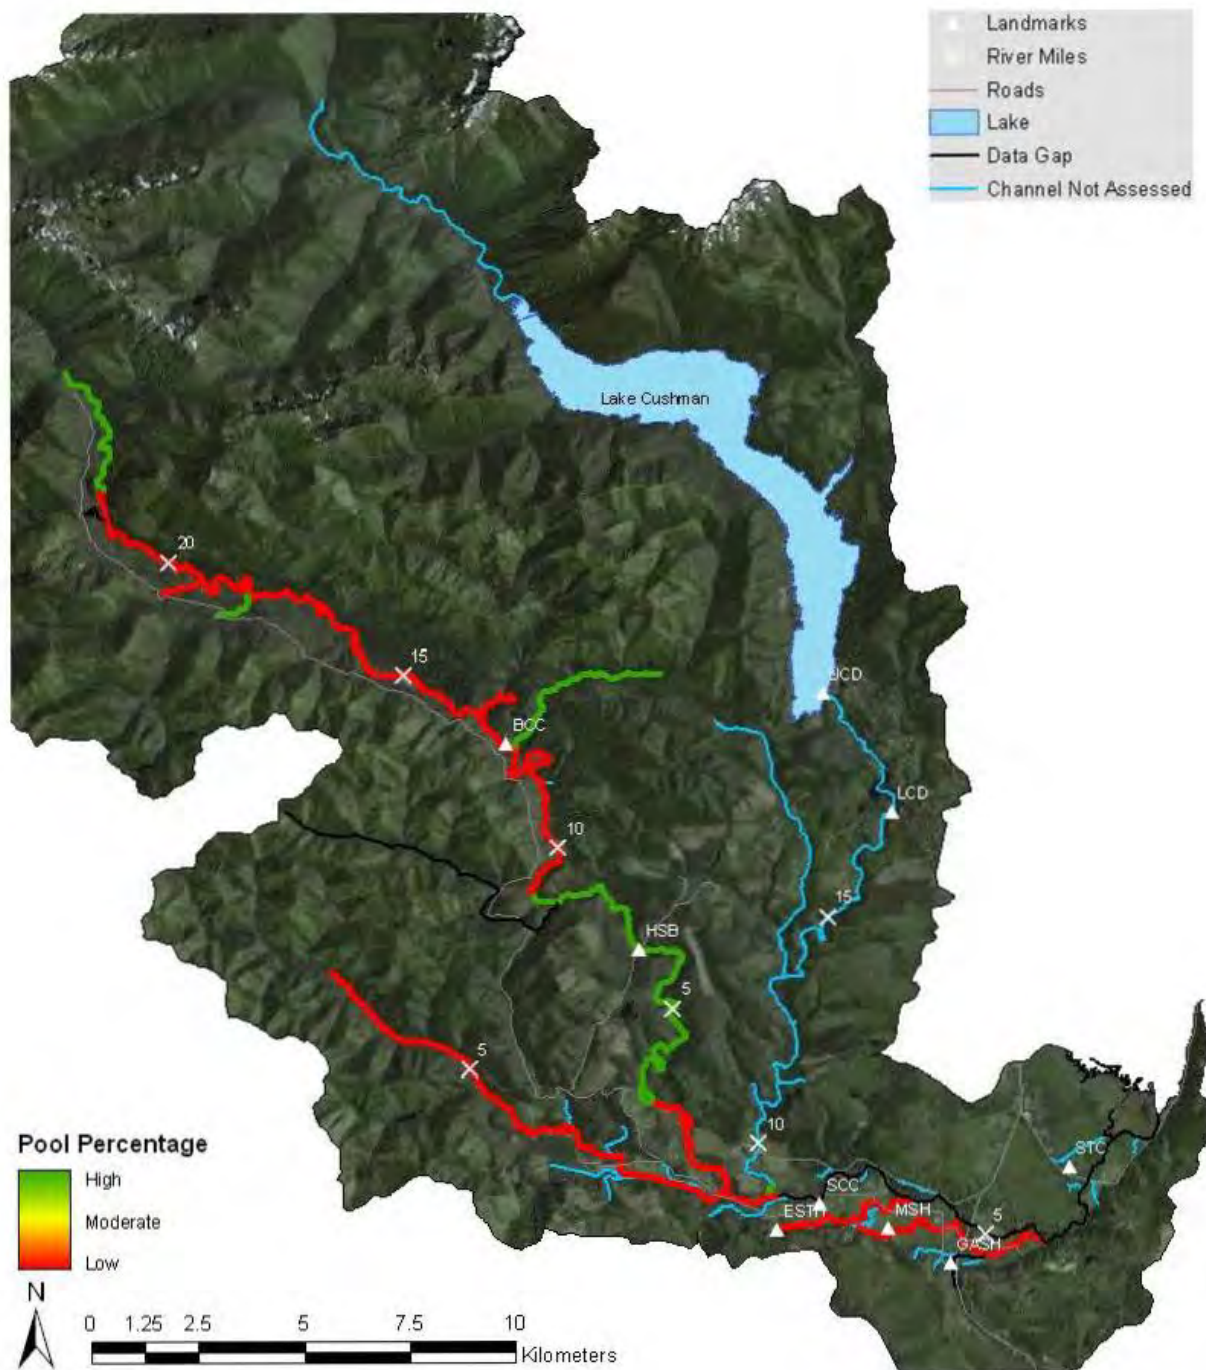 Landmarks
River Miles
Roads
Lake
Data Gap
Channel Not Assessed
Lake Cushman
20
15
BCC
UCD
LCD
10
15
HSB
5
5
10
STC
SCC
ESTH
MSH
5
GASH
Pool Percentage
High
Moderate
Low
N
0 1.25 2.5 5 7.5 10
Kilometers